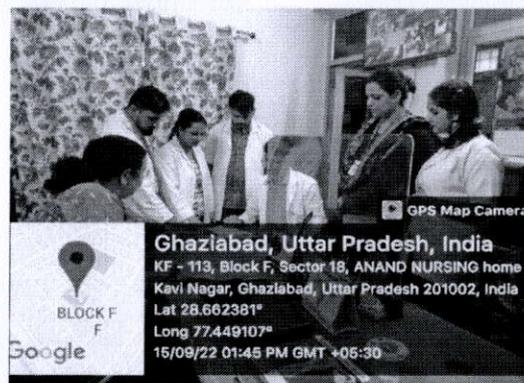 GPS Map Camera
Ghaziabad, Uttar Pradesh, India
KF - 113, Block F, Sector 18, ANAND NURSING home
Kavi Nagar, Ghaziabad, Uttar Pradesh 201002, India
Lat 28.662381°
Long 77.449107°
15/09/22 01:45 PM GMT +05:30
BLOCK F
F
Google